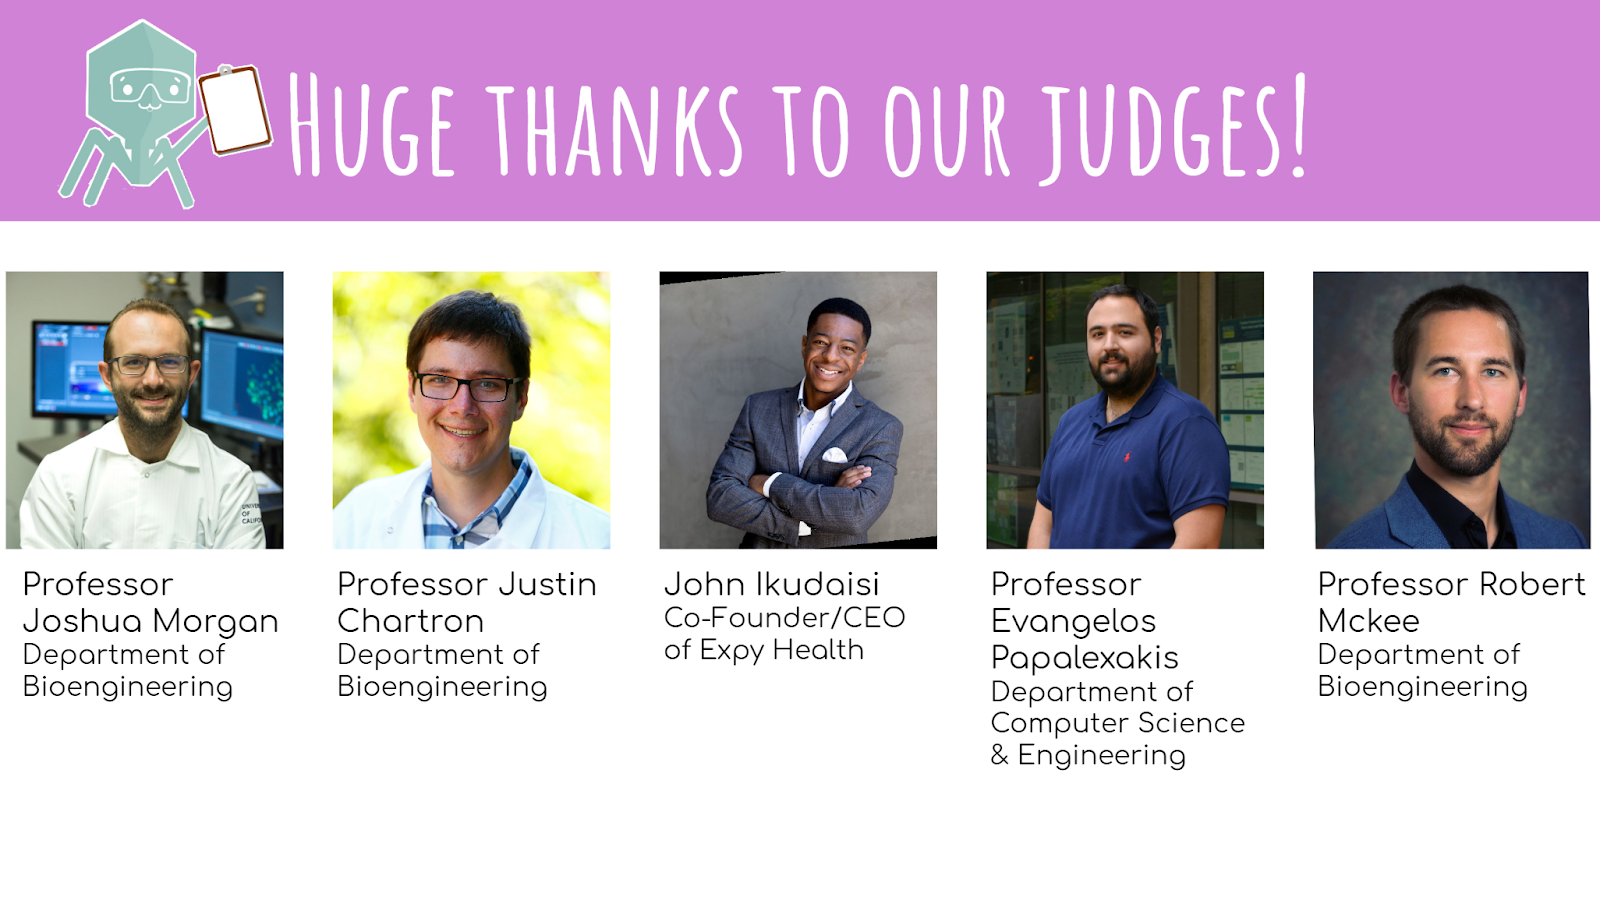 HUGE THANKS TO OUR JUDGES!
Professor
Joshua Morgan
Department of
Bioengineering
Professor Justin
Chartron
Department of
Bioengineering
John Ikudaisi
Co-Founder/CEO
of Expy Health
Professor
Evangelos
Papalexakis
Department of
Computer Science
& Engineering
Professor Robert
Mckee
Department of
Bioengineering
OF